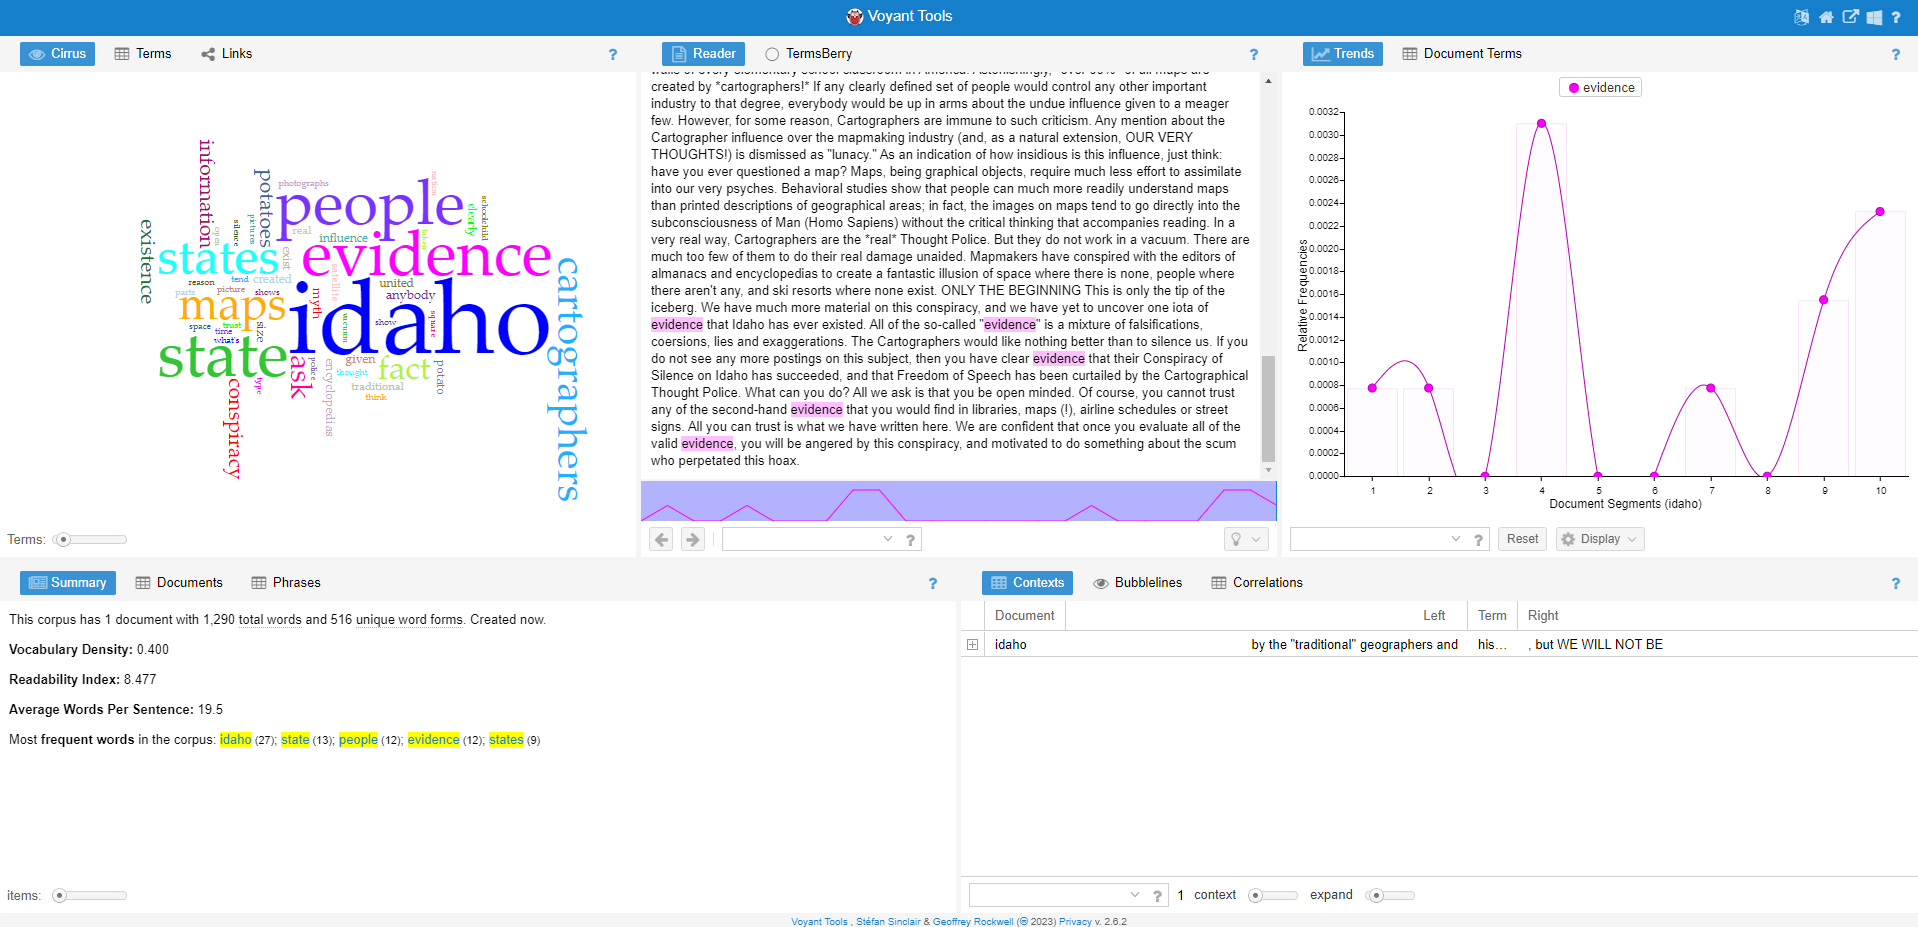 Voyant Tools
Cirrus
Terms
Links
information
potatoes
photographs
people
clearly
schoolchild
existence
silence
pictures
real
influence
states
evidence
exist
cartographers
reason
tend
created
satellite
united
parts
picture
shows
myth
anybody
maps
idaho
space
trust
size
vacuum
show
square
time
what's
state
ask
police
given
fact
potato
thought
conspiracy
type
encyclopedias
traditional
think
Terms:
Reader
TermsBerry
created by *cartographers!* If any clearly defined set of people would control any other important
industry to that degree, everybody would be up in arms about the undue influence given to a meager
few. However, for some reason, Cartographers are immune to such criticism. Any mention about the
Cartographer influence over the mapmaking industry (and, as a natural extension, OUR VERY
THOUGHTS!) is dismissed as "lunacy." As an indication of how insidious is this influence, just think:
have you ever questioned a map? Maps, being graphical objects, require much less effort to assimilate
into our very psyches. Behavioral studies show that people can much more readily understand maps
than printed descriptions of geographical areas; in fact, the images on maps tend to go directly into the
subconsciousness of Man (Homo Sapiens) without the critical thinking that accompanies reading. In a
very real way, Cartographers are the *real* Thought Police. But they do not work in a vacuum. There are
much too few of them to do their real damage unaided. Mapmakers have conspired with the editors of
almanacs and encyclopedias to create a fantastic illusion of space where there is none, people where
there aren't any, and ski resorts where none exist. ONLY THE BEGINNING This is only the tip of the
iceberg. We have much more material on this conspiracy, and we have yet to uncover one iota of
evidence that Idaho has ever existed. All of the so-called "evidence" is a mixture of falsifications,
coersions, lies and exaggerations. The Cartographers would like nothing better than to silence us. If you
do not see any more postings on this subject, then you have clear evidence that their Conspiracy of
Silence on Idaho has succeeded, and that Freedom of Speech has been curtailed by the Cartographical
Thought Police. What can you do? All we ask is that you be open minded. Of course, you cannot trust
any of the second-hand evidence that you would find in libraries, maps (!), airline schedules or street
signs. All you can trust is what we have written here. We are confident that once you evaluate all of the
valid evidence, you will be angered by this conspiracy, and motivated to do something about the scum
who perpetated this hoax.
Trends
Document Terms
evidence
0.0032
0.0030
0.0028
0.0026
0.0024
0.0022
0.0020
0.0018
0.0016
0.0014
0.0012
0.0010
0.0008
0.0006
0.0004
0.0002
0.0000
Relative Frequencies
1 2 3 4 5 6 7 8 9 10
Document Segments (idaho)
Reset
Display
Summary
Documents
Phrases
This corpus has 1 document with 1,290 total words and 516 unique word forms. Created now.
Vocabulary Density: 0.400
Readability Index: 8.477
Average Words Per Sentence: 19.5
Most frequent words in the corpus: idaho (27); state (13); people (12); evidence (12); states (9)
items:
Contexts
Bubblelines
Correlations
Document Left Term Right
idaho by the "traditional" geographers and his... , but WE WILL NOT BE
1 context expand
Voyant Tools , Stéfan Sinclair & Geoffrey Rockwell (© 2023) Privacy v. 2.6.2